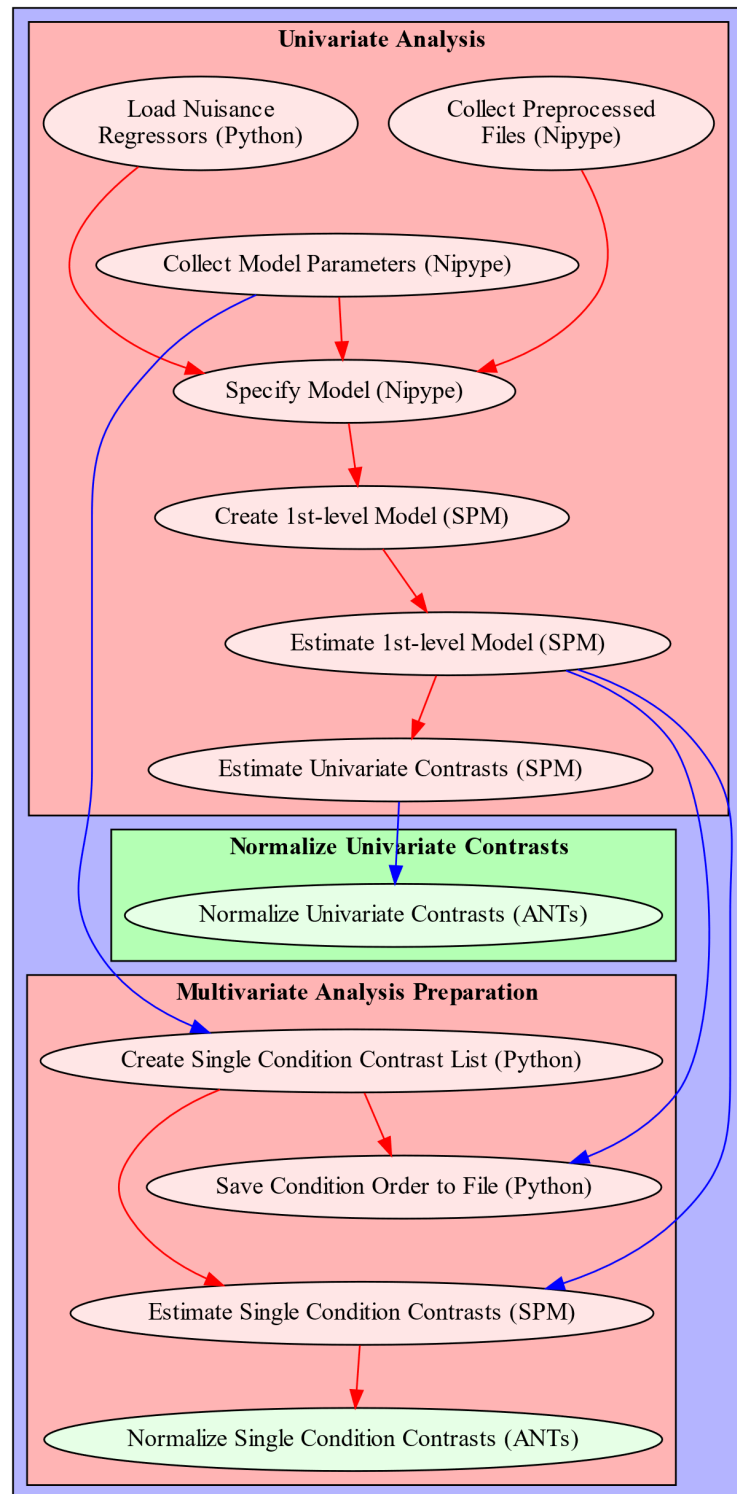 Univariate Analysis
Load Nuisance
Regressors (Python)
Collect Preprocessed
Files (Nipype)
Collect Model Parameters (Nipype)
Specify Model (Nipype)
Create 1st-level Model (SPM)
Estimate 1st-level Model (SPM)
Estimate Univariate Contrasts (SPM)
Normalize Univariate Contrasts
Normalize Univariate Contrasts (ANTs)
Multivariate Analysis Preparation
Create Single Condition Contrast List (Python)
Save Condition Order to File (Python)
Estimate Single Condition Contrasts (SPM)
Normalize Single Condition Contrasts (ANTs)